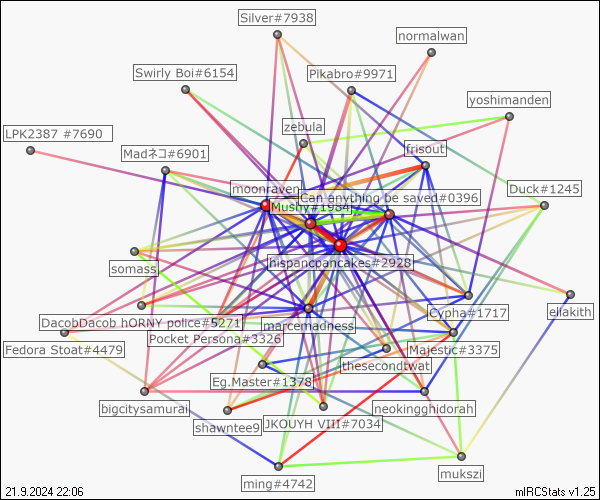 Silver#7938
normalwan
Swirly Boi#6154
Pikabro#9971
yoshimanden
LPK2387 #7690
zebula
Madネコ#6901
frisout
moonraven
Can anything be saved#0396
Duck#1245
Mushy#1984
somass
hispancpancakes#2928
eliakith
DacobDacob hORNY police#5271
marcemadness
Cypha#1717
Pocket Persona#3326
Fedora Stoat#4479
Majestic#3375
thesecondtwat
Eg.Master#1378
bigcitysamurai
neokingghidorah
shawntee9
JKOUYH VIII#7034
mukszi
ming#4742
21.9.2024 22:06
mIRCStats v1.25